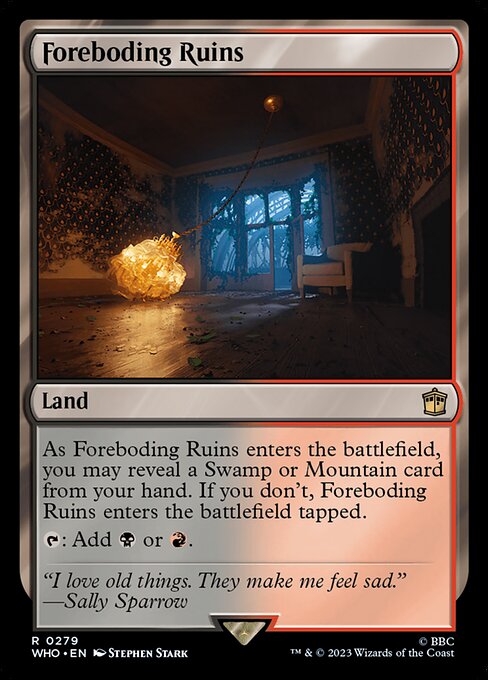 Foreboding Ruins
Land
As Foreboding Ruins enters the battlefield,
you may reveal a Swamp or Mountain card
from your hand. If you don't, Foreboding
Ruins enters the battlefield tapped.
: Add or .
“I love old things. They make me feel sad.”
—Sally Sparrow
R 0279
WHO • EN Stephen Stark
© BBC
™ & © 2023 Wizards of the Coast